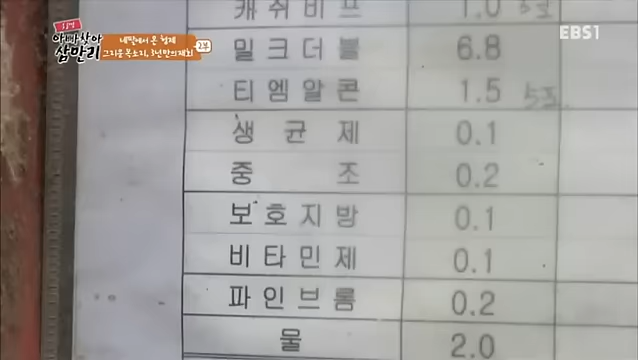 아빠 찾아
삼만리
네팔에서 온 형제
그리운 목소리, 3년만의 재회 2부
EBS1
캐쉬비프 1.0
밀크더블 6.8
티엠알콘 1.5
생균제 0.1
중조 0.2
보호지방 0.1
비타민제 0.1
파인브롬 0.2
물 2.0